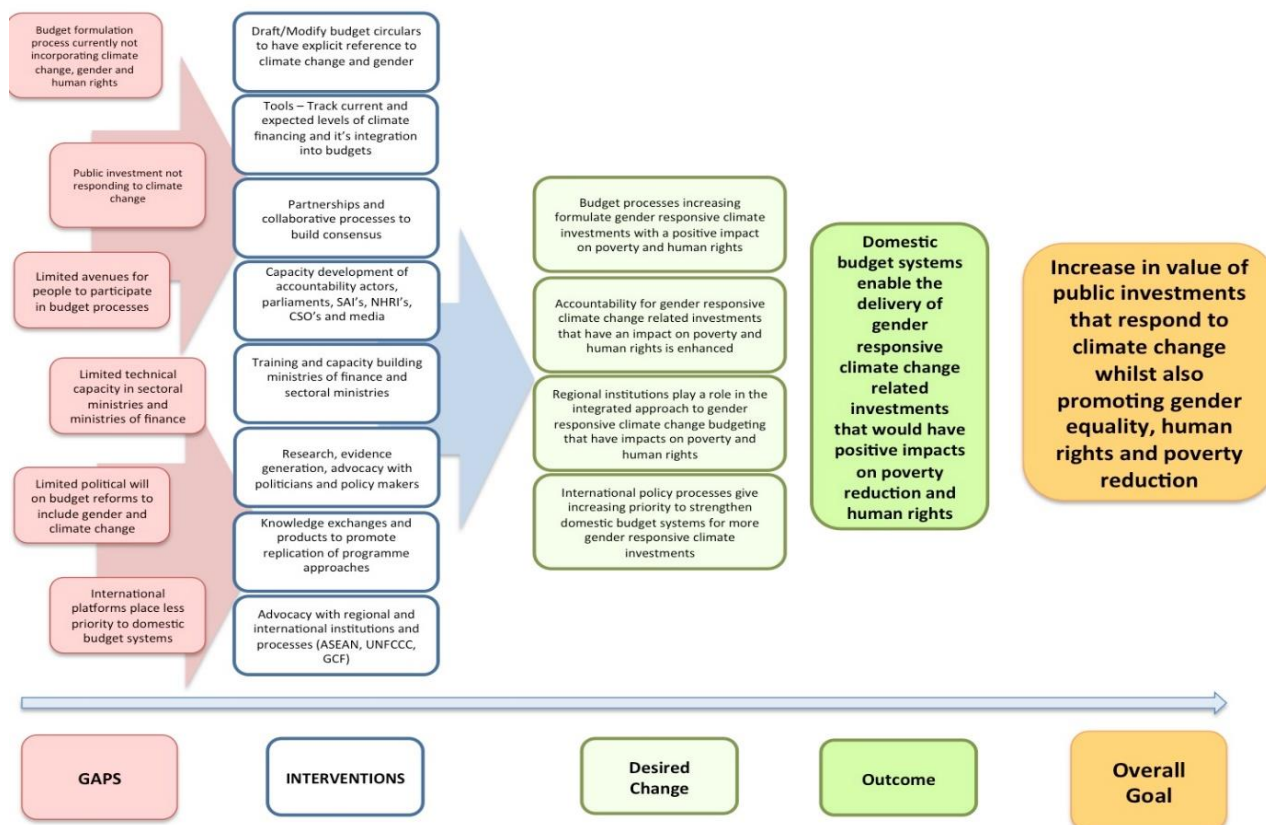 Budget formulation
process currently not
incorporating climate
change, gender and
human rights
Public investment not
responding to climate
change
Limited avenues for
people to participate
in budget processes
Limited technical
capacity in sectoral
ministries and
ministries of finance
Limited political will
on budget reforms to
include gender and
climate change
International
platforms place less
priority to domestic
budget systems
Draft/Modify budget circulars
to have explicit reference to
climate change and gender
Tools – Track current and
expected levels of climate
financing and it's integration
into budgets
Partnerships and
collaborative processes to
build consensus
Capacity development of
accountability actors,
parliaments, SAI's, NHRI's,
CSO's and media
Training and capacity building
ministries of finance and
sectoral ministries
Research, evidence
generation, advocacy with
politicians and policy makers
Knowledge exchanges and
products to promote
replication of programme
approaches
Advocacy with regional and
international institutions and
processes (ASEAN, UNFCCC,
GCF)
Budget processes increasing
formulate gender responsive climate
investments with a positive impact
on poverty and human rights
Accountability for gender responsive
climate change related investments
that have an impact on poverty and
human rights is enhanced
Regional institutions play a role in the
integrated approach to gender
responsive climate change budgeting
that have impacts on poverty and
human rights
International policy processes give
increasing priority to strengthen
domestic budget systems for more
gender responsive climate
investments
Domestic
budget systems
enable the
delivery of
gender
responsive
climate change
related
investments
that would have
positive impacts
on poverty
reduction and
human rights
Increase in value of
public investments
that respond to
climate change
whilst also
promoting gender
equality, human
rights and poverty
reduction
GAPS
INTERVENTIONS
Desired
Change
Outcome
Overall
Goal